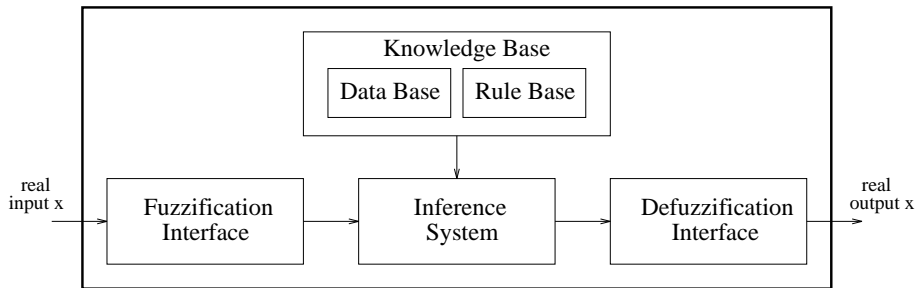 Knowledge Base
Data Base
Rule Base
real
input x
Fuzzification
Interface
Inference
System
Defuzzification
Interface
real
output x